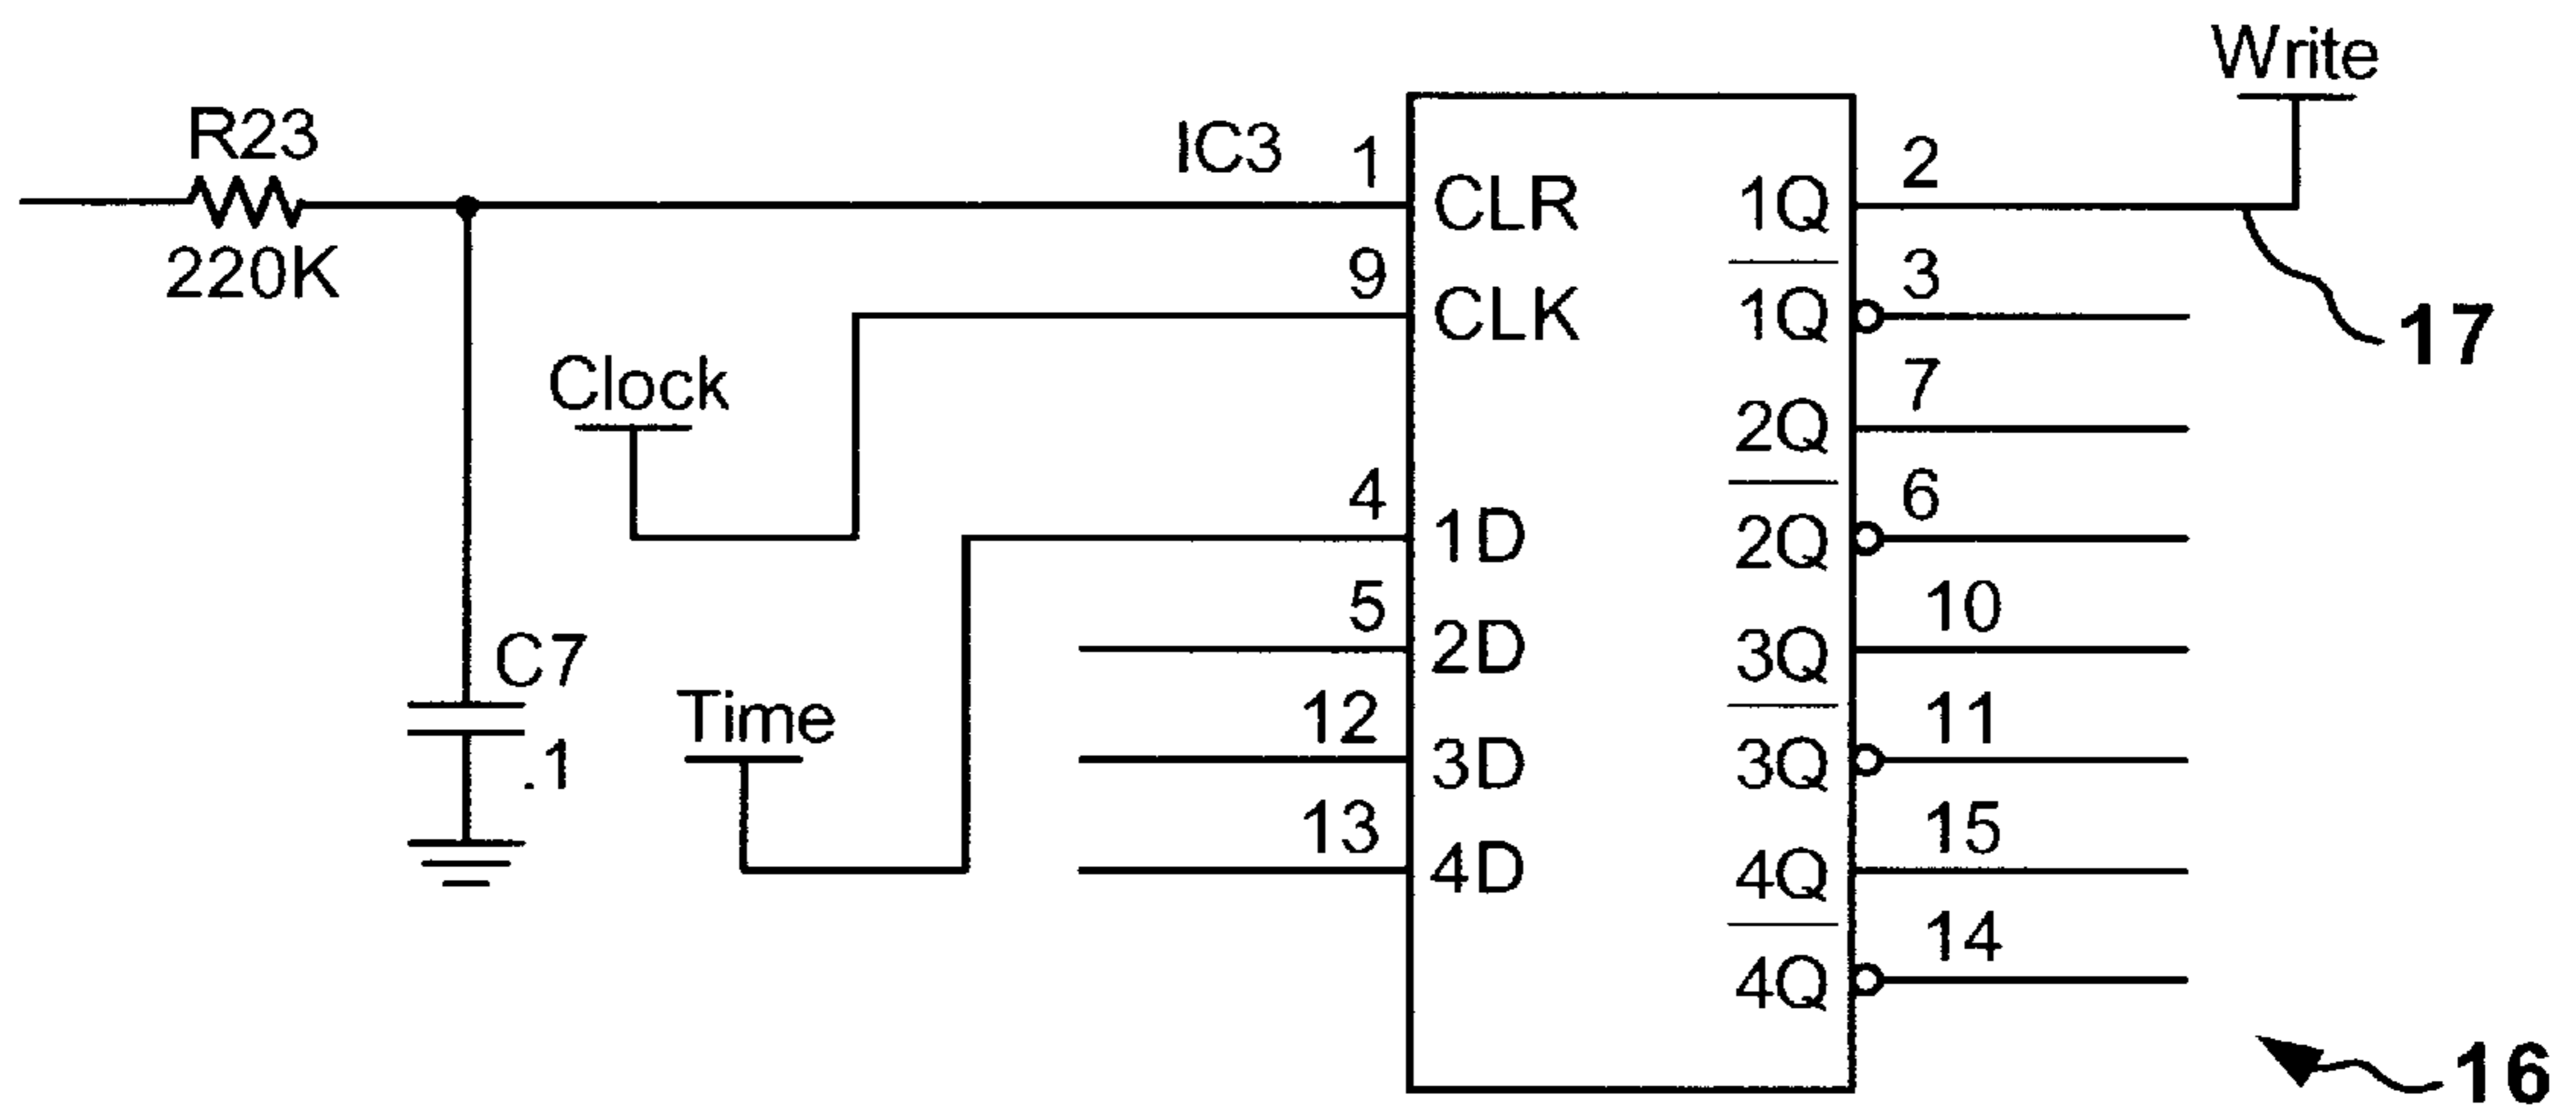 Write
R23
220K
IC3
1
CLR
1Q
2
9
CLK
1Q̅
3
17
Clock
2Q
7
4
1D
2Q̅
6
5
2D
3Q
10
C7
.1
Time
12
3D
3Q̅
11
13
4D
4Q
15
4Q̅
14
16